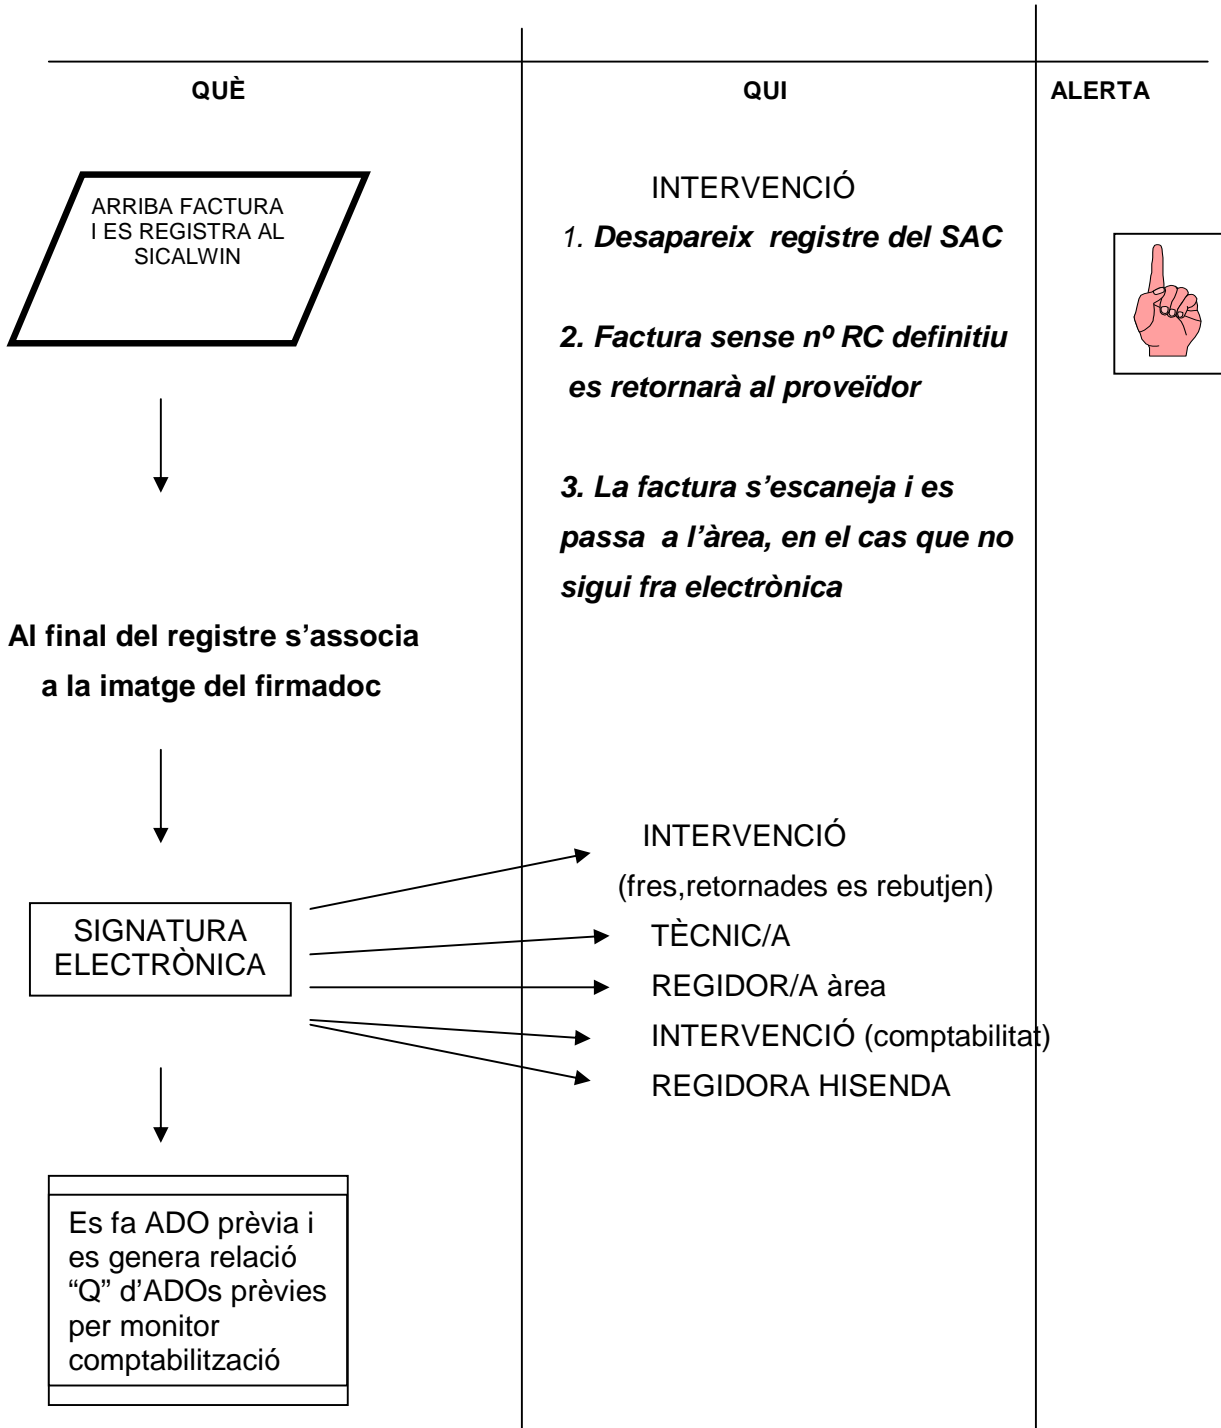 QUÈ QUI ALERTA
ARRIBA FACTURA
I ES REGISTRA AL
SICALWIN
INTERVENCIÓ
1. Desapareix registre del SAC
2. Factura sense nº RC definitiu
es retornarà al proveïdor
3. La factura s’escaneja i es
passa a l’àrea, en el cas que no
sigui fra electrònica
Al final del registre s’associa
a la imatge del firmadoc
SIGNATURA
ELECTRÒNICA
INTERVENCIÓ
(fres,retornades es rebutjen)
TÈCNIC/A
REGIDOR/A àrea
INTERVENCIÓ (comptabilitat)
REGIDORA HISENDA
Es fa ADO prèvia i
es genera relació
“Q” d’ADOs prèvies
per monitor
comptabilització